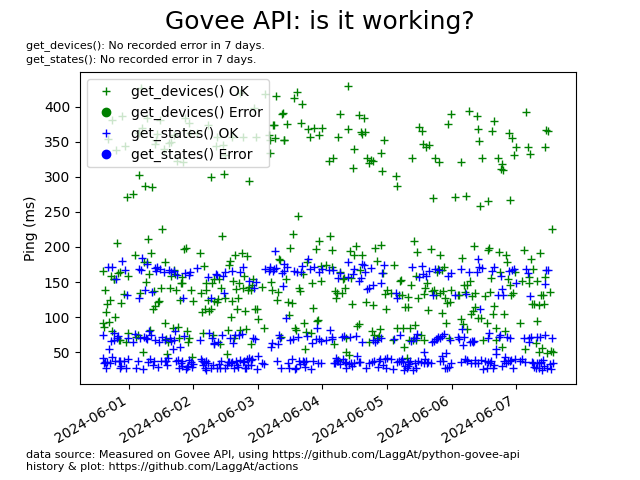 Govee API: is it working?
get_devices(): No recorded error in 7 days.
get_states(): No recorded error in 7 days.
get_devices() OK
get_devices() Error
get_states() OK
get_states() Error
Ping (ms)
400
350
300
250
200
150
100
50
2024-06-01
2024-06-02
2024-06-03
2024-06-04
2024-06-05
2024-06-06
2024-06-07
data source: Measured on Govee API, using https://github.com/LaggAt/python-govee-api
history & plot: https://github.com/LaggAt/actions